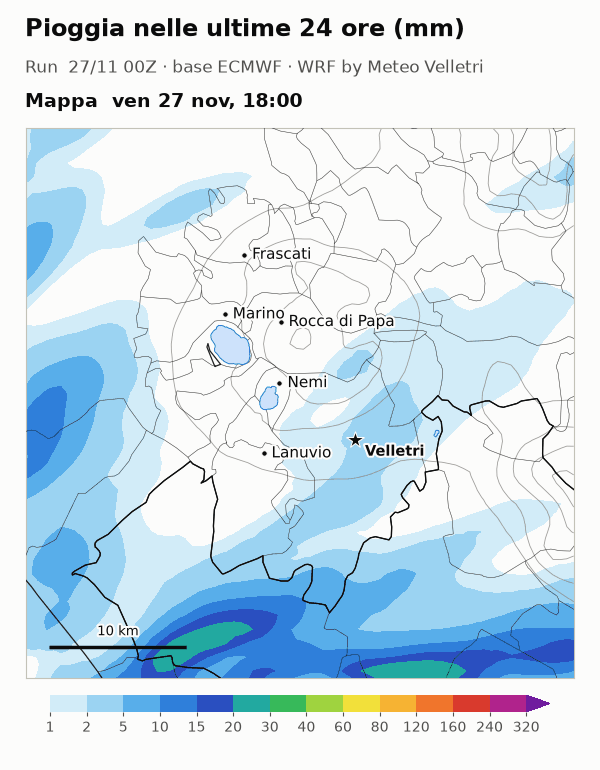 Pioggia nelle ultime 24 ore (mm)
Run  27/11 00Z · base ECMWF · WRF by Meteo Velletri
Mappa  ven 27 nov, 18:00
Frascati
Marino
Rocca di Papa
Nemi
Velletri
Lanuvio
10 km
1 2 5 10 15 20 30 40 60 80 120 160 240 320